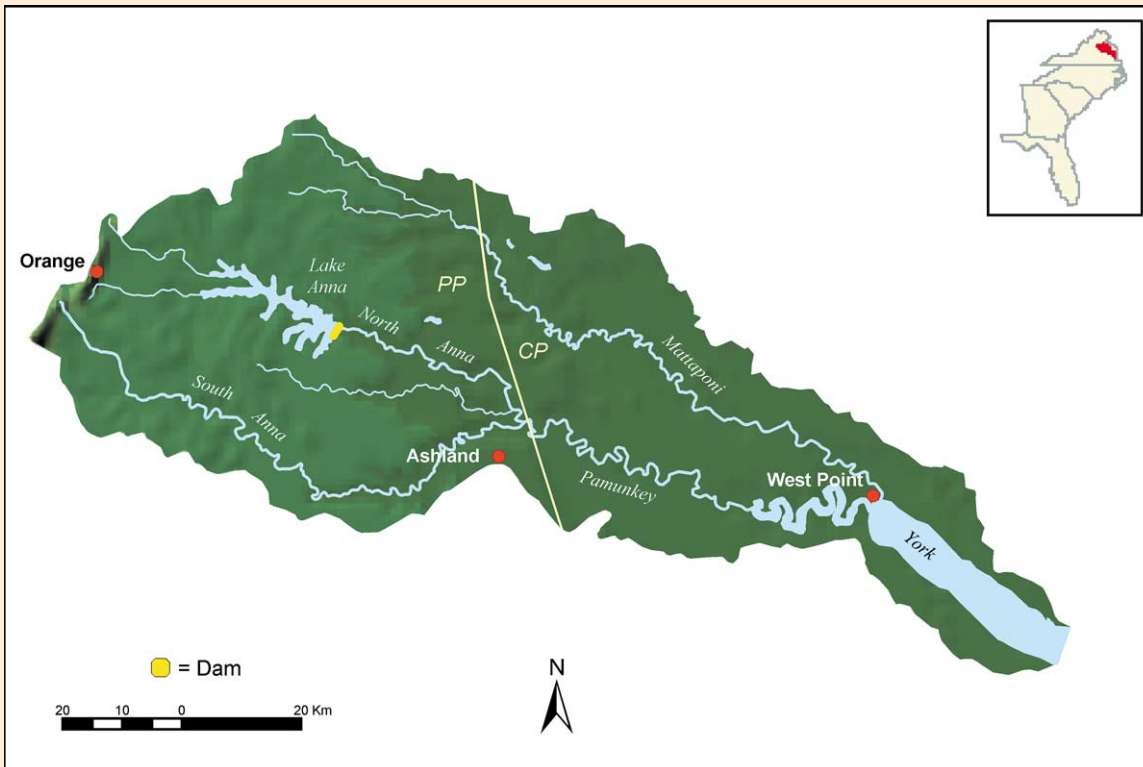 Orange
Lake
Anna
PP
North
Anna
CP
Mattaponi
South
Anna
Ashland
Pamunkey
West Point
York
= Dam
N
20 10 0 20 Km